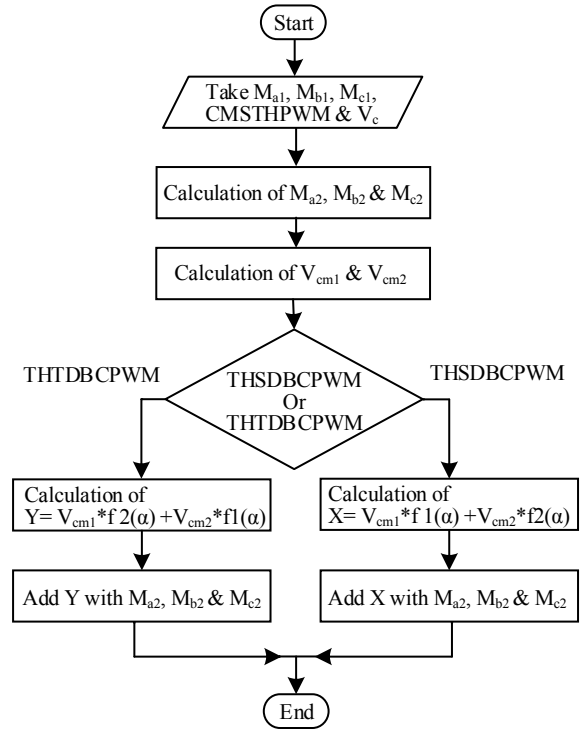 Start
Take Ma1, Mb1, Mc1,
CMSTHPWM & Vc
Calculation of Ma2, Mb2 & Mc2
Calculation of Vcm1 & Vcm2
THTDBCPWM
THSDBCPWM
Or
THTDBCPWM
THSDBCPWM
Calculation of
Y= Vcm1*f 2(α) +Vcm2*f1(α)
Calculation of
X= Vcm1*f 1(α) +Vcm2*f2(α)
Add Y with Ma2, Mb2 & Mc2
Add X with Ma2, Mb2 & Mc2
End